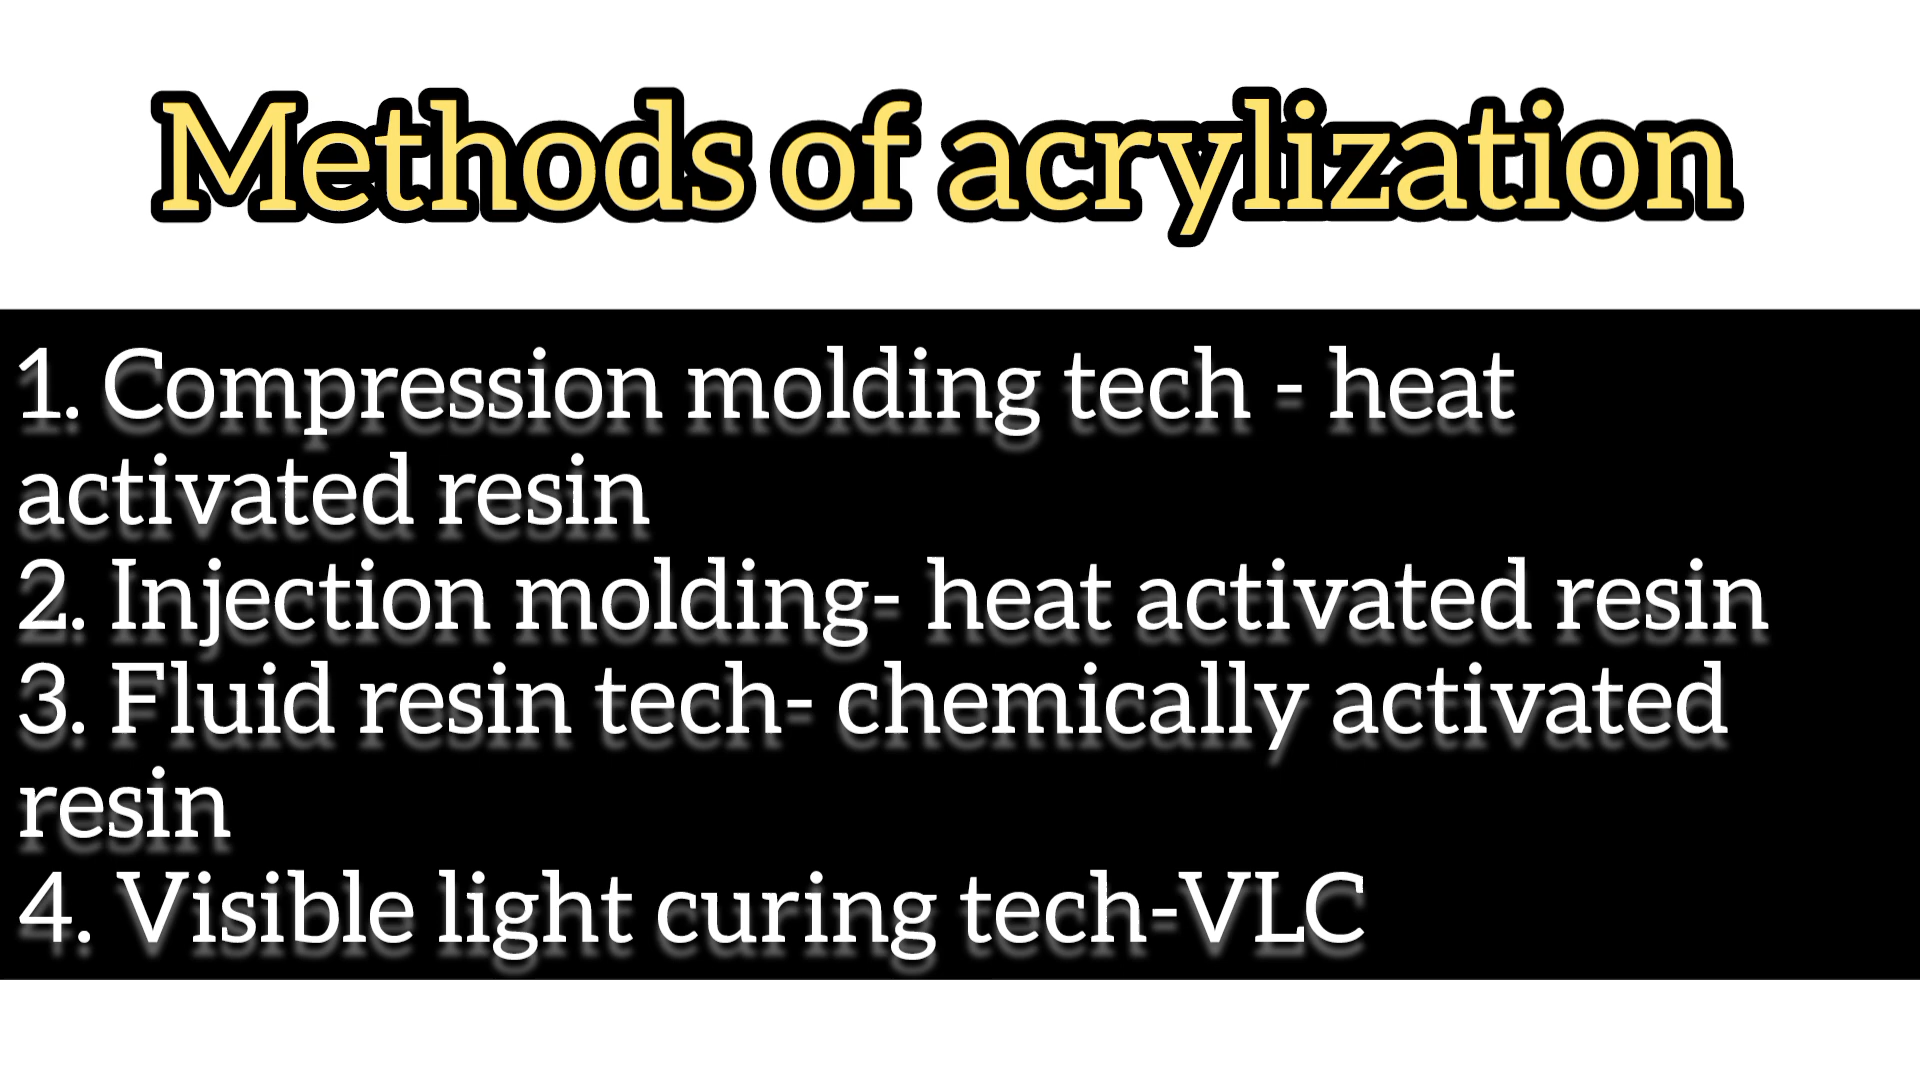 Methods of acrylization
1. Compression molding tech - heat
activated resin
2. Injection molding- heat activated resin
3. Fluid resin tech- chemically activated
resin
4. Visible light curing tech-VLC